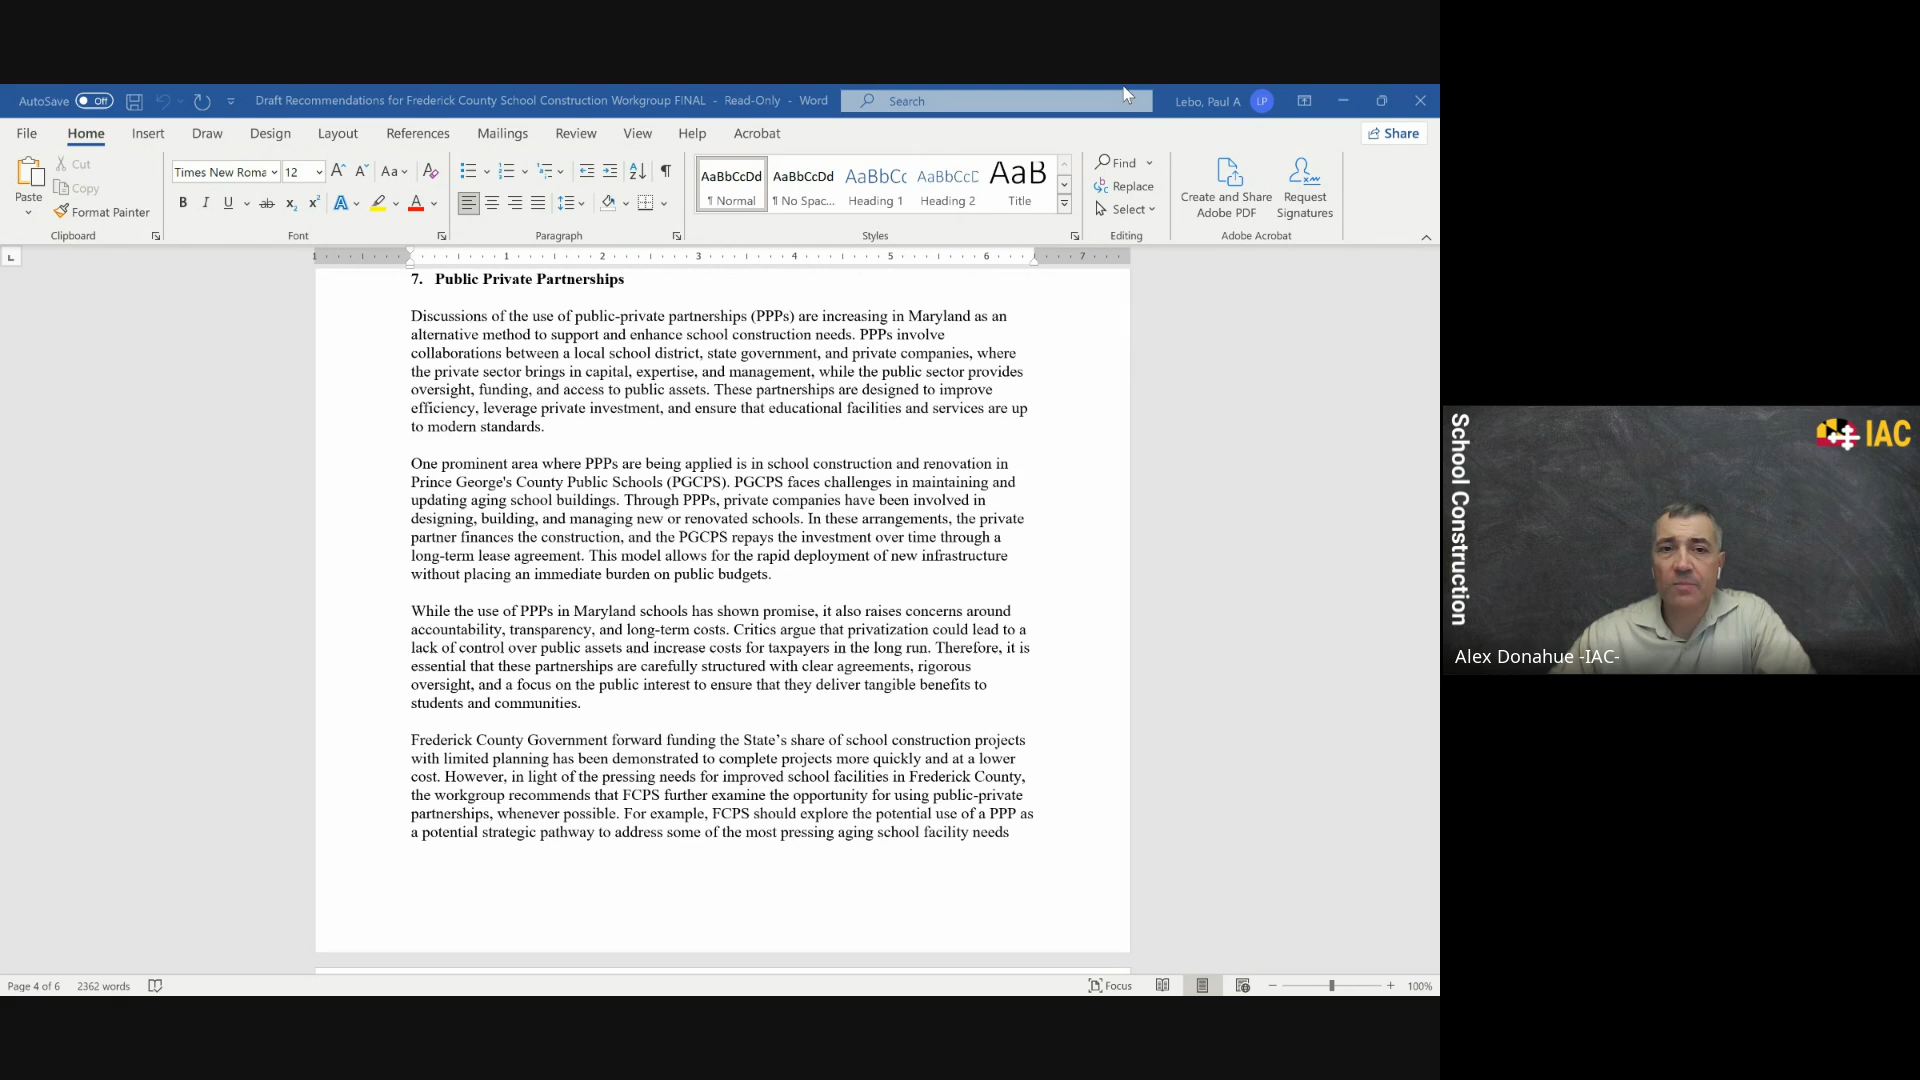 AutoSave Off Draft Recommendations for Frederick County School Construction Workgroup FINAL - Read-Only - Word Search Lebo, Paul A LP
File Home Insert Draw Design Layout References Mailings Review View Help Acrobat Share
Paste Cut Copy Format Painter Clipboard
Times New Roma 12 Aa Font
Paragraph
AaBbCcDd ¶ Normal
AaBbCcDd ¶ No Spac...
AaBbCc Heading 1
AaBbCcD Heading 2
AaB Title
Styles
Find
Replace
Select
Editing
Create and Share Adobe PDF
Request Signatures
Adobe Acrobat
1 1 2 3 4 5 6 7
7. Public Private Partnerships
Discussions of the use of public-private partnerships (PPPs) are increasing in Maryland as an
alternative method to support and enhance school construction needs. PPPs involve
collaborations between a local school district, state government, and private companies, where
the private sector brings in capital, expertise, and management, while the public sector provides
oversight, funding, and access to public assets. These partnerships are designed to improve
efficiency, leverage private investment, and ensure that educational facilities and services are up
to modern standards.
One prominent area where PPPs are being applied is in school construction and renovation in
Prince George's County Public Schools (PGCPS). PGCPS faces challenges in maintaining and
updating aging school buildings. Through PPPs, private companies have been involved in
designing, building, and managing new or renovated schools. In these arrangements, the private
partner finances the construction, and the PGCPS repays the investment over time through a
long-term lease agreement. This model allows for the rapid deployment of new infrastructure
without placing an immediate burden on public budgets.
While the use of PPPs in Maryland schools has shown promise, it also raises concerns around
accountability, transparency, and long-term costs. Critics argue that privatization could lead to a
lack of control over public assets and increase costs for taxpayers in the long run. Therefore, it is
essential that these partnerships are carefully structured with clear agreements, rigorous
oversight, and a focus on the public interest to ensure that they deliver tangible benefits to
students and communities.
Frederick County Government forward funding the State’s share of school construction projects
with limited planning has been demonstrated to complete projects more quickly and at a lower
cost. However, in light of the pressing needs for improved school facilities in Frederick County,
the workgroup recommends that FCPS further examine the opportunity for using public-private
partnerships, whenever possible. For example, FCPS should explore the potential use of a PPP as
a potential strategic pathway to address some of the most pressing aging school facility needs
Page 4 of 6 2362 words Focus 100%
School Construction
IAC
Alex Donahue -IAC-